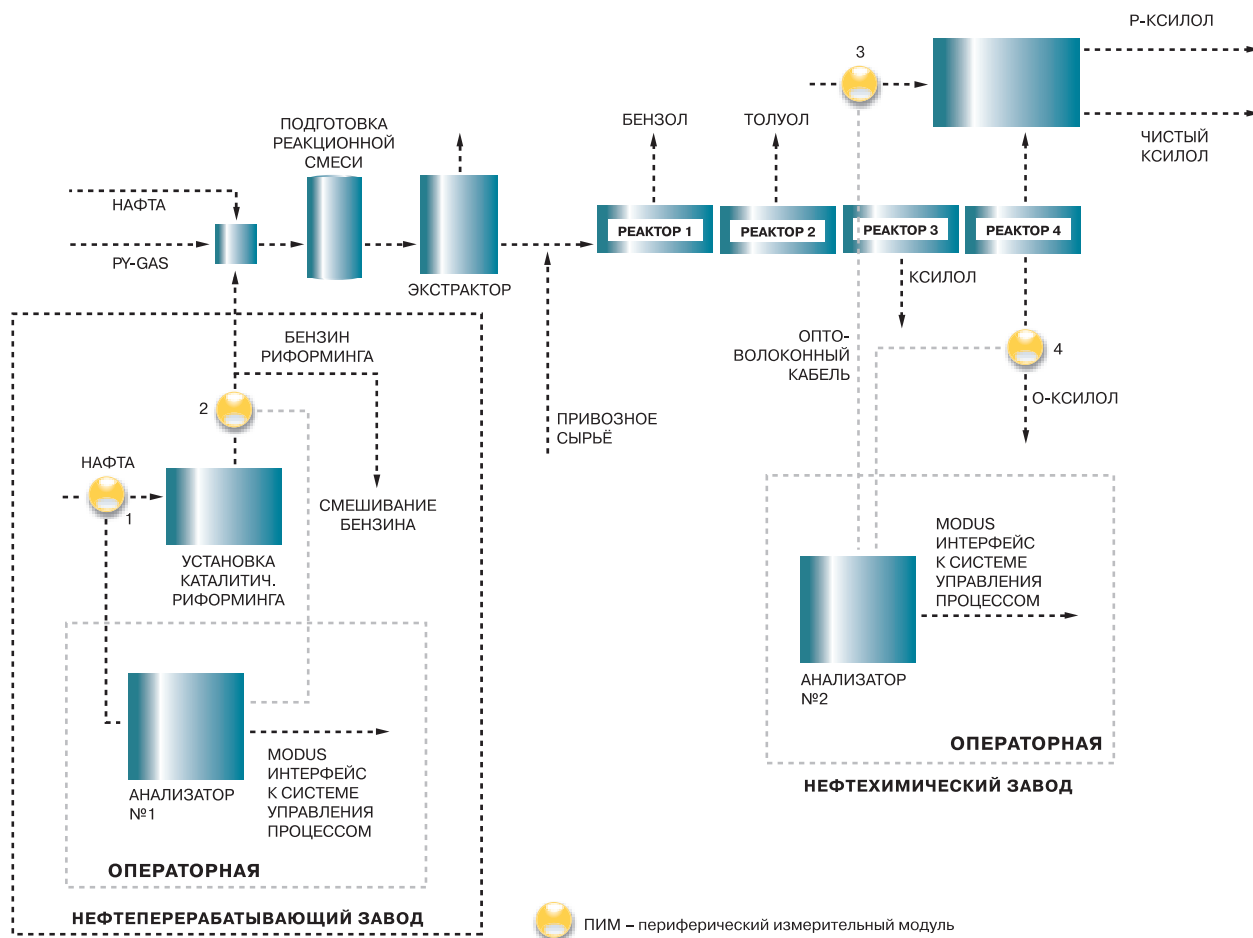 3
Р-КСИЛОЛ
ЧИСТЫЙ
КСИЛОЛ
ПОДГОТОВКА
РЕАКЦИОННОЙ
СМЕСИ
БЕНЗОЛ
ТОЛУОЛ
НАФТА
PY-GAS
ЭКСТРАКТОР
РЕАКТОР 1
РЕАКТОР 2
РЕАКТОР 3
РЕАКТОР 4
КСИЛОЛ
БЕНЗИН
РИФОРМИНГА
ОПТО-
ВОЛОКОННЫЙ
КАБЕЛЬ
4
О-КСИЛОЛ
2
ПРИВОЗНОЕ
СЫРЬЁ
НАФТА
1
СМЕШИВАНИЕ
БЕНЗИНА
УСТАНОВКА
КАТАЛИТИЧ.
РИФОРМИНГА
MODUS
ИНТЕРФЕЙС
К СИСТЕМЕ
УПРАВЛЕНИЯ
ПРОЦЕССОМ
АНАЛИЗАТОР
№2
ОПЕРАТОРНАЯ
НЕФТЕХИМИЧЕСКИЙ ЗАВОД
MODUS
ИНТЕРФЕЙС
К СИСТЕМЕ
УПРАВЛЕНИЯ
ПРОЦЕССОМ
АНАЛИЗАТОР
№1
ОПЕРАТОРНАЯ
НЕФТЕПЕРЕРАБАТЫВАЮЩИЙ ЗАВОД
ПИМ – периферический измерительный модуль